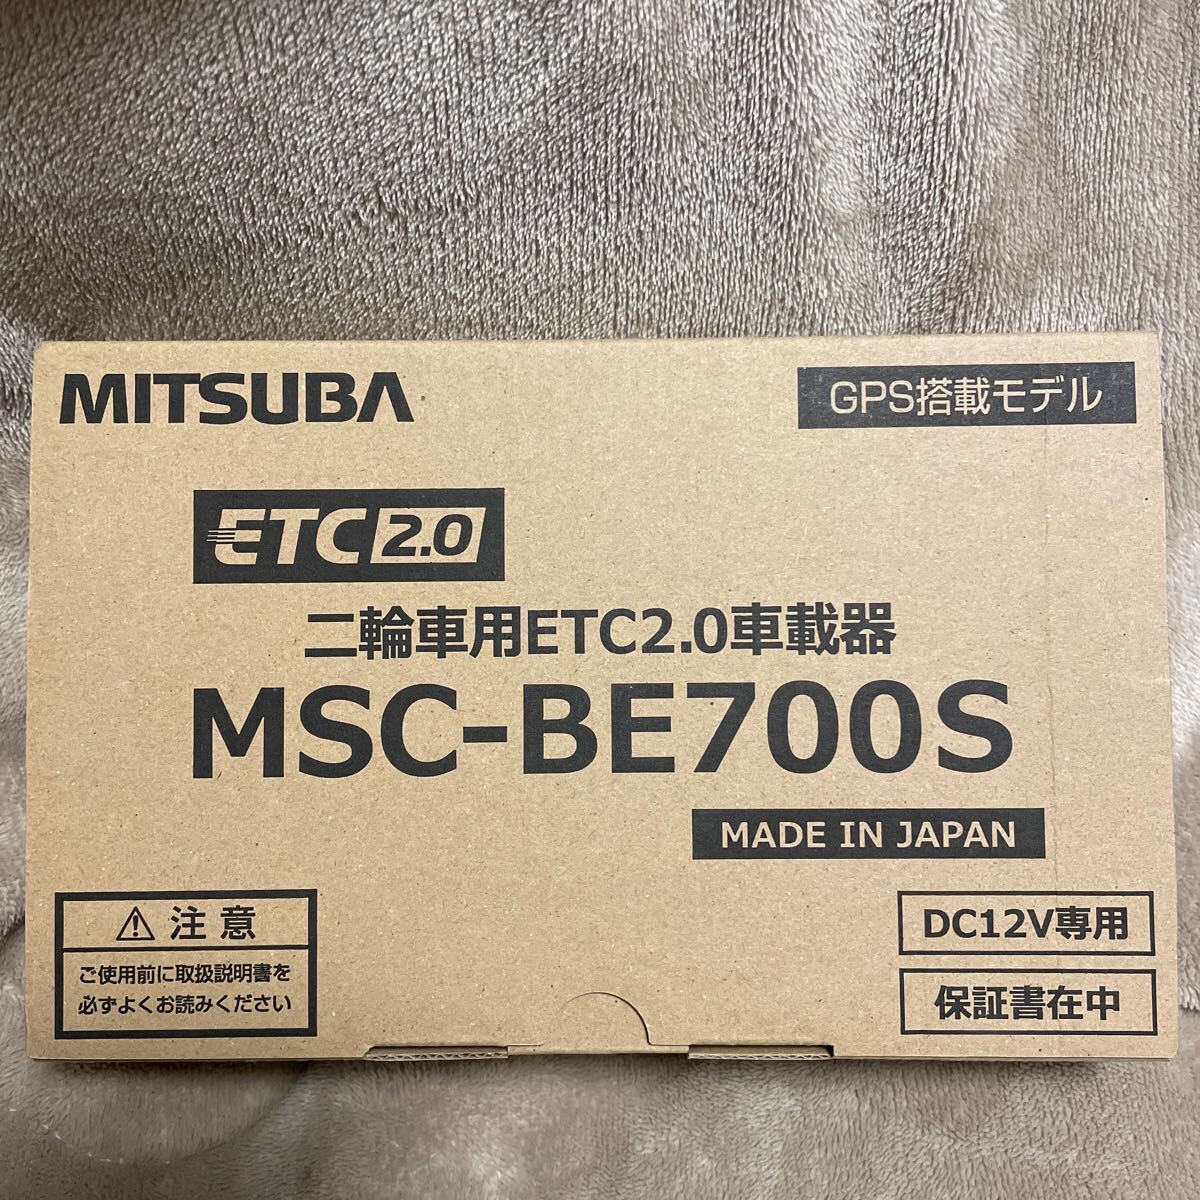 MITSUBA
GPS搭載モデル
ETC2.0
二輪車用ETC2.0車載器
MSC-BE700S
MADE IN JAPAN
⚠注意
ご使用前に取扱説明書を
必ずよくお読みください
DC12V専用
保証書在中